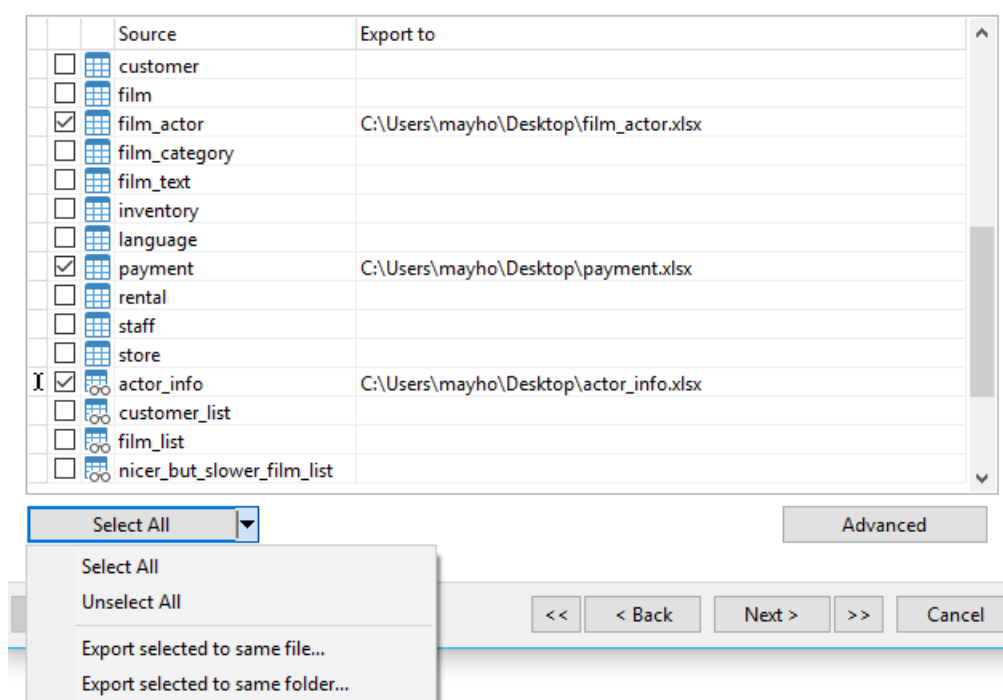 Source Export to
customer
film
film_actor C:\Users\mayho\Desktop\film_actor.xlsx
film_category
film_text
inventory
language
payment C:\Users\mayho\Desktop\payment.xlsx
rental
staff
store
actor_info C:\Users\mayho\Desktop\actor_info.xlsx
customer_list
film_list
nicer_but_slower_film_list
Select All Advanced
Select All
Unselect All
<< < Back Next > >> Cancel
Export selected to same file...
Export selected to same folder...